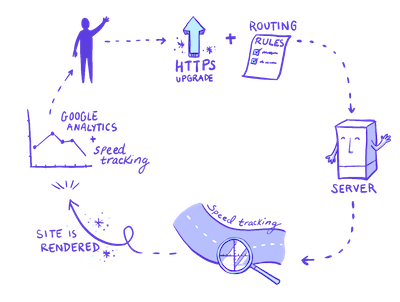 HTTPS
UPGRADE
+
ROUTING
RULES
SERVER
Speed tracking
SITE IS
RENDERED
GOOGLE
ANALYTICS
+
speed
tracking